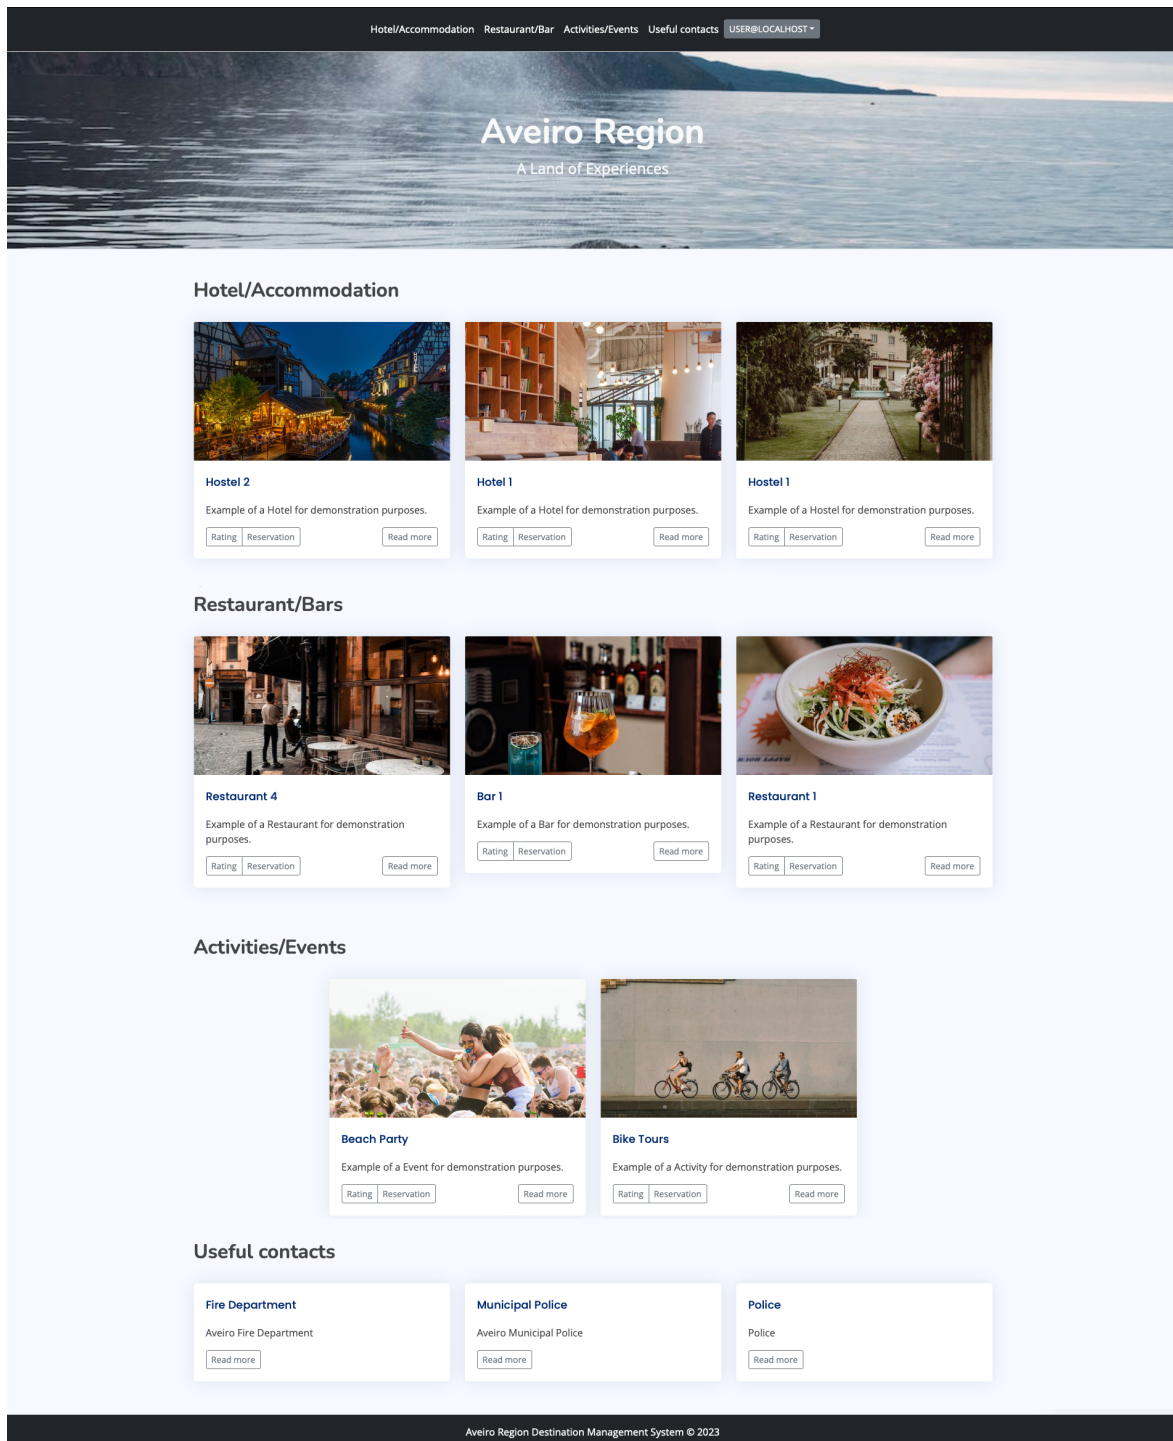 Hotel/Accommodation Restaurant/Bar Activities/Events Useful contacts USER@LOCALHOST
Aveiro Region
A Land of Experiences
Hotel/Accommodation
Hostel 2
Example of a Hotel for demonstration purposes.
Rating Reservation Read more
Hotel 1
Example of a Hotel for demonstration purposes.
Rating Reservation Read more
Hostel 1
Example of a Hostel for demonstration purposes.
Rating Reservation Read more
Restaurant/Bars
Restaurant 4
Example of a Restaurant for demonstration
purposes.
Rating Reservation Read more
Bar 1
Example of a Bar for demonstration purposes.
Rating Reservation Read more
Restaurant 1
Example of a Restaurant for demonstration
purposes.
Rating Reservation Read more
Activities/Events
Beach Party
Example of a Event for demonstration purposes.
Rating Reservation Read more
Bike Tours
Example of a Activity for demonstration purposes.
Rating Reservation Read more
Useful contacts
Fire Department
Aveiro Fire Department
Read more
Municipal Police
Aveiro Municipal Police
Read more
Police
Police
Read more
Aveiro Region Destination Management System © 2023